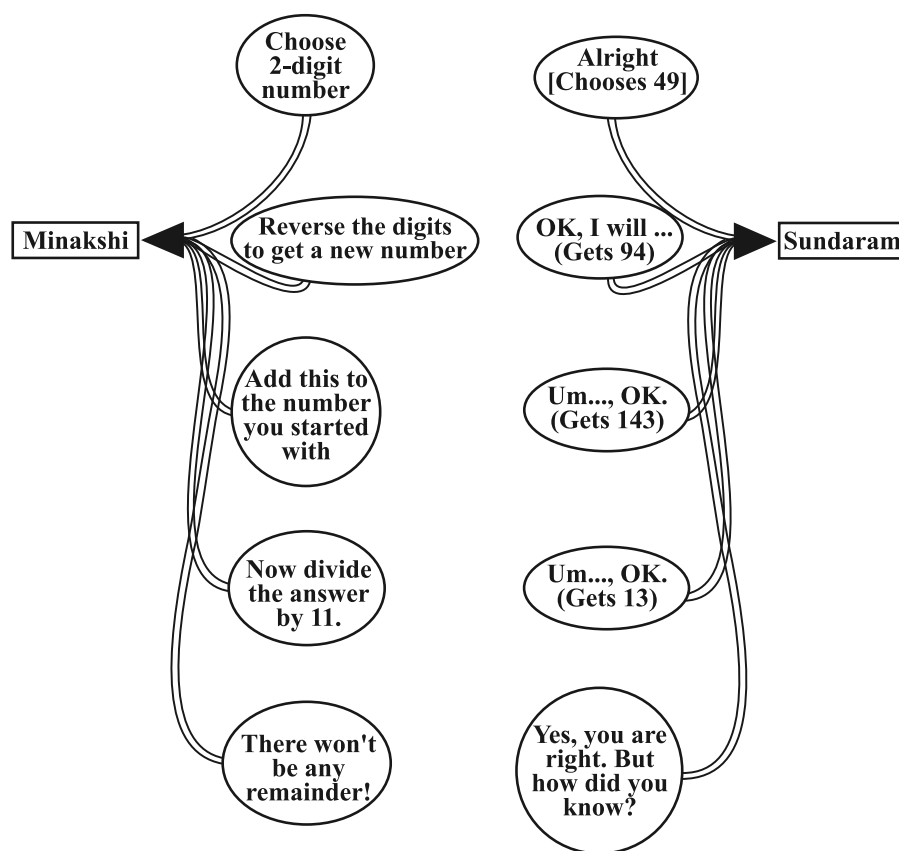 Choose
2-digit
number
Alright
[Chooses 49]
Minakshi
Reverse the digits
to get a new number
OK, I will ...
(Gets 94)
Sundaram
Add this to
the number
you started
with
Um..., OK.
(Gets 143)
Now divide
the answer
by 11.
Um..., OK.
(Gets 13)
There won't
be any
remainder!
Yes, you are
right. But
how did you
know?